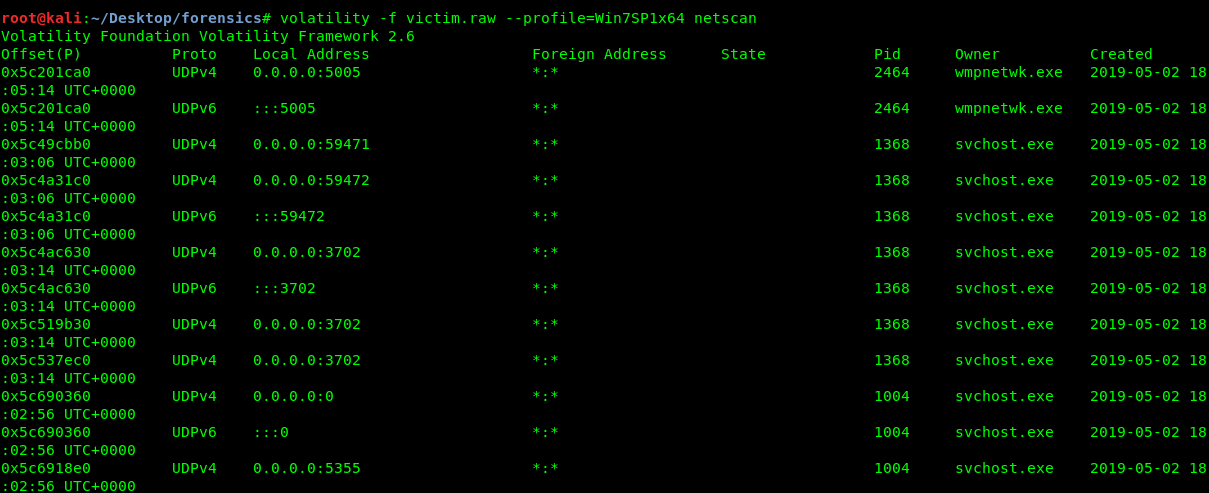 root@kali:~/Desktop/forensics# volatility -f victim.raw --profile=Win7SP1x64 netscan
Volatility Foundation Volatility Framework 2.6
Offset(P)          Proto    Local Address                  Foreign Address      State            Pid      Owner          Created
0x5c201ca0         UDPv4    0.0.0.0:5005                   *:*                                   2464     wmpnetwk.exe   2019-05-02 18
:05:14 UTC+0000
0x5c201ca0         UDPv6    :::5005                        *:*                                   2464     wmpnetwk.exe   2019-05-02 18
:05:14 UTC+0000
0x5c49cbb0         UDPv4    0.0.0.0:59471                  *:*                                   1368     svchost.exe    2019-05-02 18
:03:06 UTC+0000
0x5c4a31c0         UDPv4    0.0.0.0:59472                  *:*                                   1368     svchost.exe    2019-05-02 18
:03:06 UTC+0000
0x5c4a31c0         UDPv6    :::59472                       *:*                                   1368     svchost.exe    2019-05-02 18
:03:06 UTC+0000
0x5c4ac630         UDPv4    0.0.0.0:3702                   *:*                                   1368     svchost.exe    2019-05-02 18
:03:14 UTC+0000
0x5c4ac630         UDPv6    :::3702                        *:*                                   1368     svchost.exe    2019-05-02 18
:03:14 UTC+0000
0x5c519b30         UDPv4    0.0.0.0:3702                   *:*                                   1368     svchost.exe    2019-05-02 18
:03:14 UTC+0000
0x5c537ec0         UDPv4    0.0.0.0:3702                   *:*                                   1368     svchost.exe    2019-05-02 18
:03:14 UTC+0000
0x5c690360         UDPv4    0.0.0.0:0                      *:*                                   1004     svchost.exe    2019-05-02 18
:02:56 UTC+0000
0x5c690360         UDPv6    :::0                           *:*                                   1004     svchost.exe    2019-05-02 18
:02:56 UTC+0000
0x5c6918e0         UDPv4    0.0.0.0:5355                   *:*                                   1004     svchost.exe    2019-05-02 18
:02:56 UTC+0000